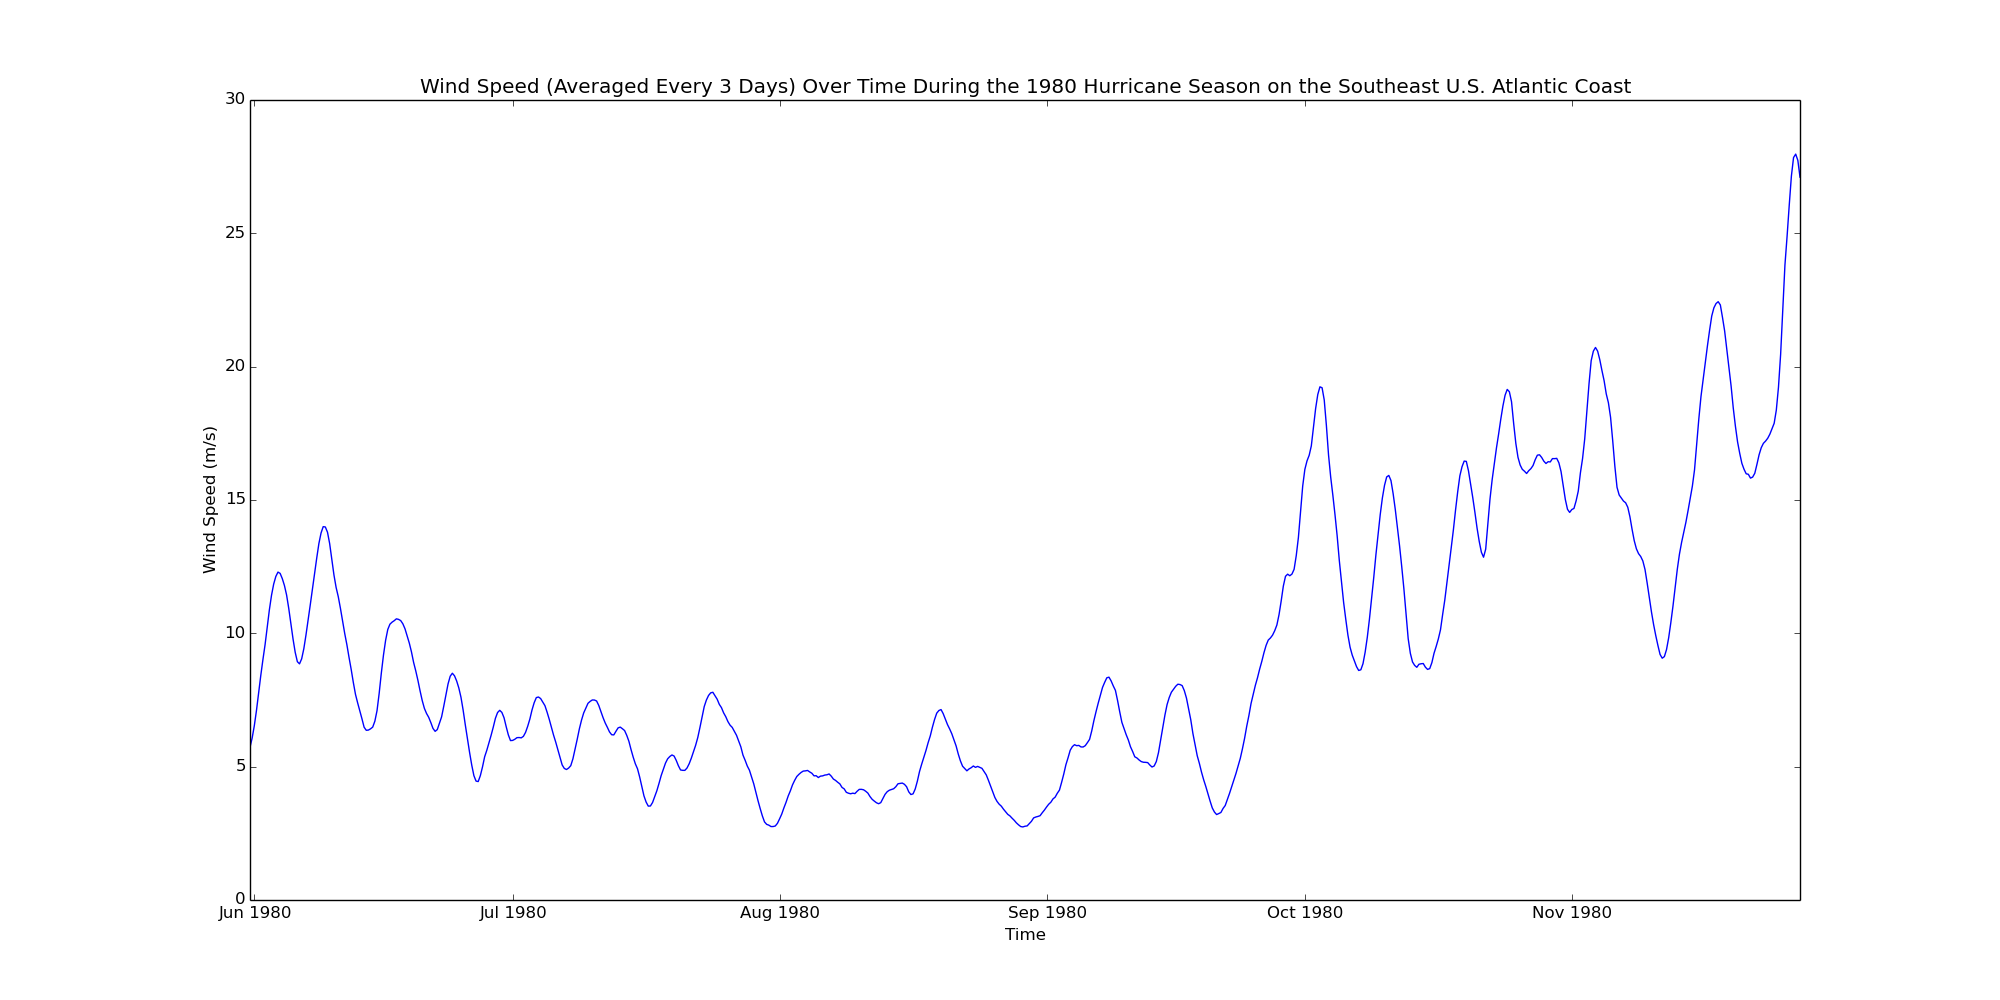 Wind Speed (Averaged Every 3 Days) Over Time During the 1980 Hurricane Season on the Southeast U.S. Atlantic Coast
30
25
20
15
10
5
0
Wind Speed (m/s)
Jun 1980 Jul 1980 Aug 1980 Sep 1980 Oct 1980 Nov 1980
Time